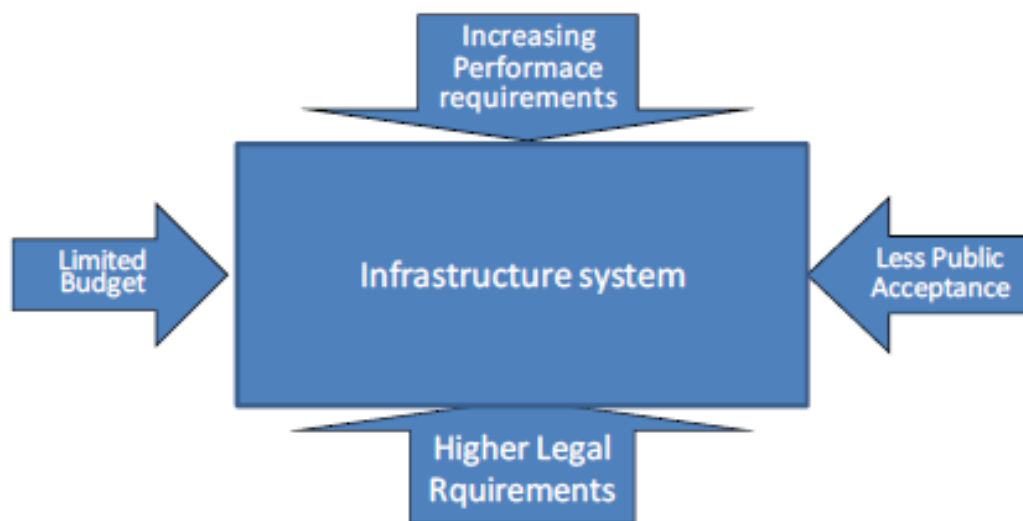 Increasing
Performace
requirements
Limited
Budget
Infrastructure system
Less Public
Acceptance
Higher Legal
Rquirements